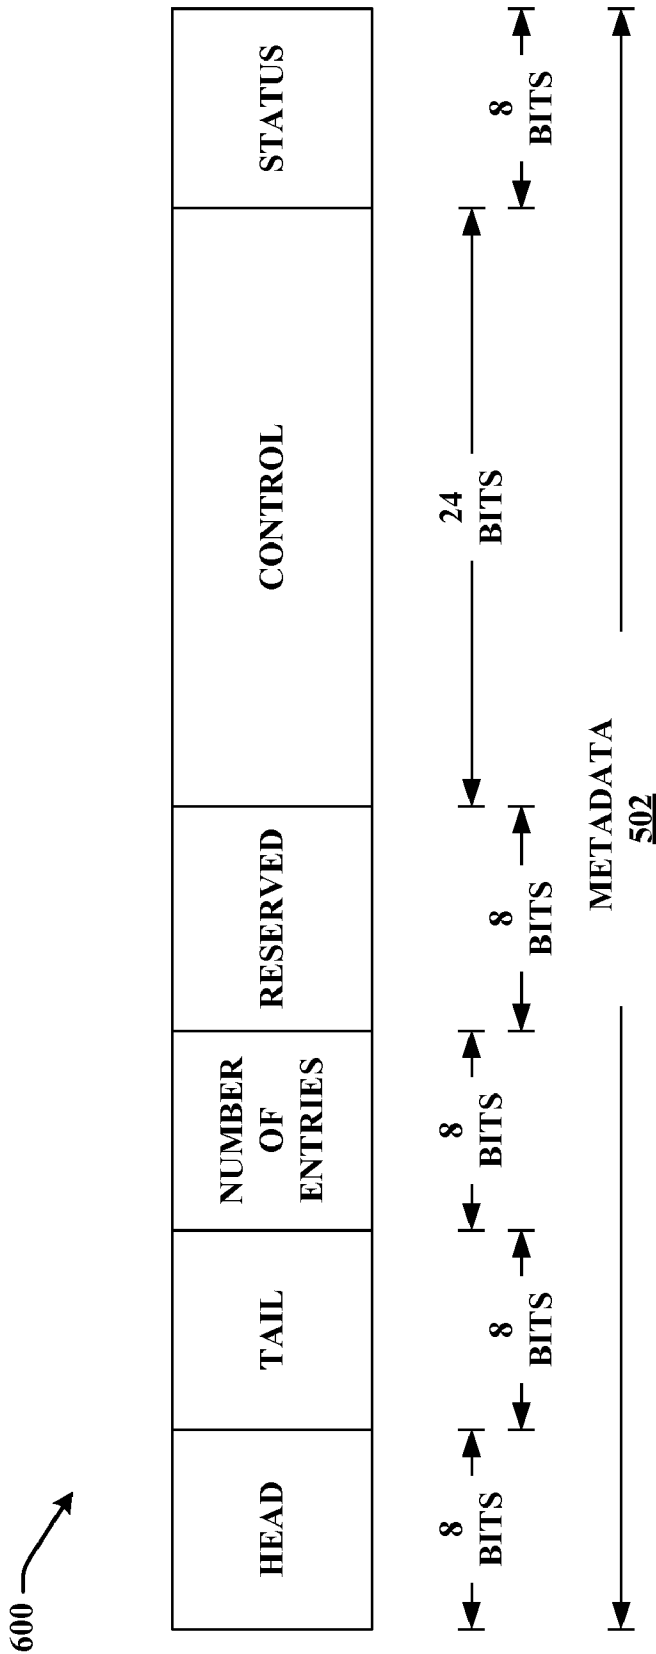 600
HEAD
TAIL
NUMBER
OF
ENTRIES
RESERVED
CONTROL
STATUS
8
BITS
8
BITS
8
BITS
8
BITS
24
BITS
8
BITS
METADATA
502